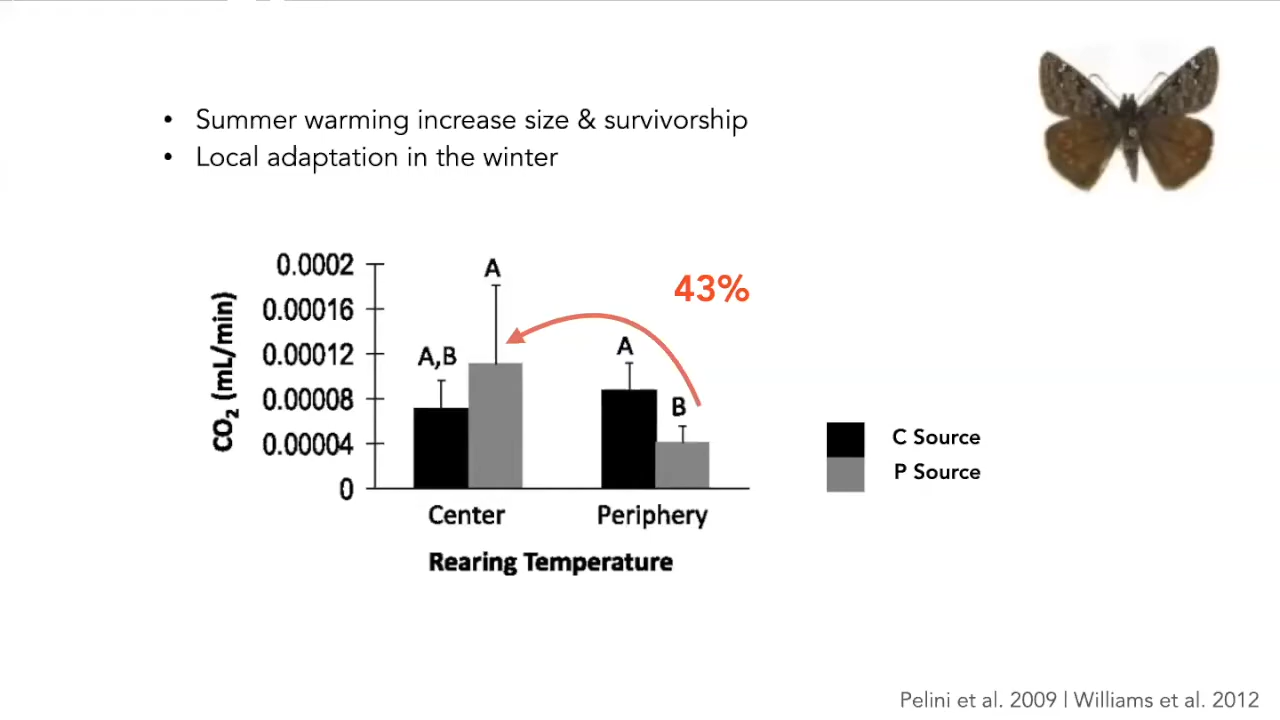 • Summer warming increase size & survivorship
• Local adaptation in the winter
0.0002
0.00016
0.00012
0.00008
0.00004
0
CO₂ (mL/min)
A,B
A
A
B
43%
Center
Periphery
Rearing Temperature
C Source
P Source
Pelini et al. 2009 | Williams et al. 2012